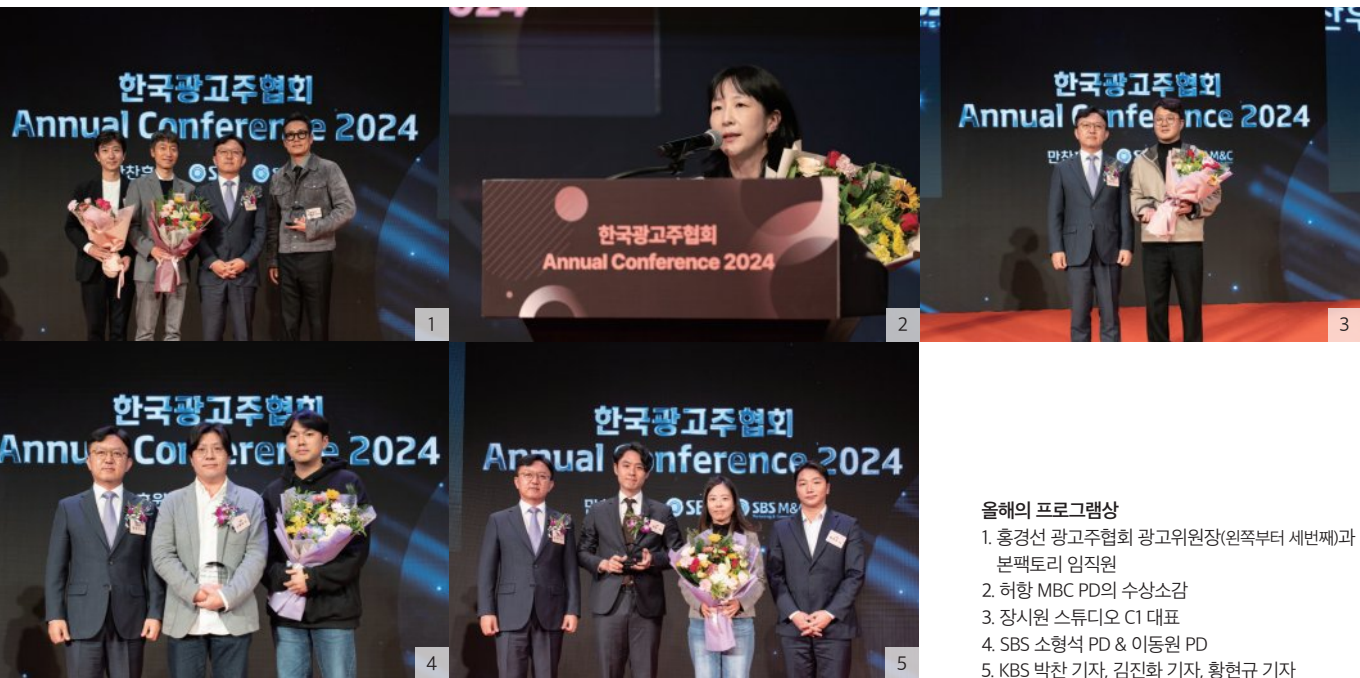 2024
한국광고주협회
Annual Conference 2024
1
한국광고주협회
Annual Conference 2024
2
한국광고주협회
Annual Conference 2024
M&C
3
한국광고주협회
Annual Conference 2024
4
한국광고주협회
Annual Conference 2024
SBS M&C
5
올해의 프로그램상
1. 홍경선 광고주협회 광고위원장(왼쪽부터 세번째)과
본팩토리 임직원
2. 허항 MBC PD의 수상소감
3. 장시원 스튜디오 C1 대표
4. SBS 소형석 PD & 이동원 PD
5. KBS 박찬 기자, 김진화 기자, 황현규 기자